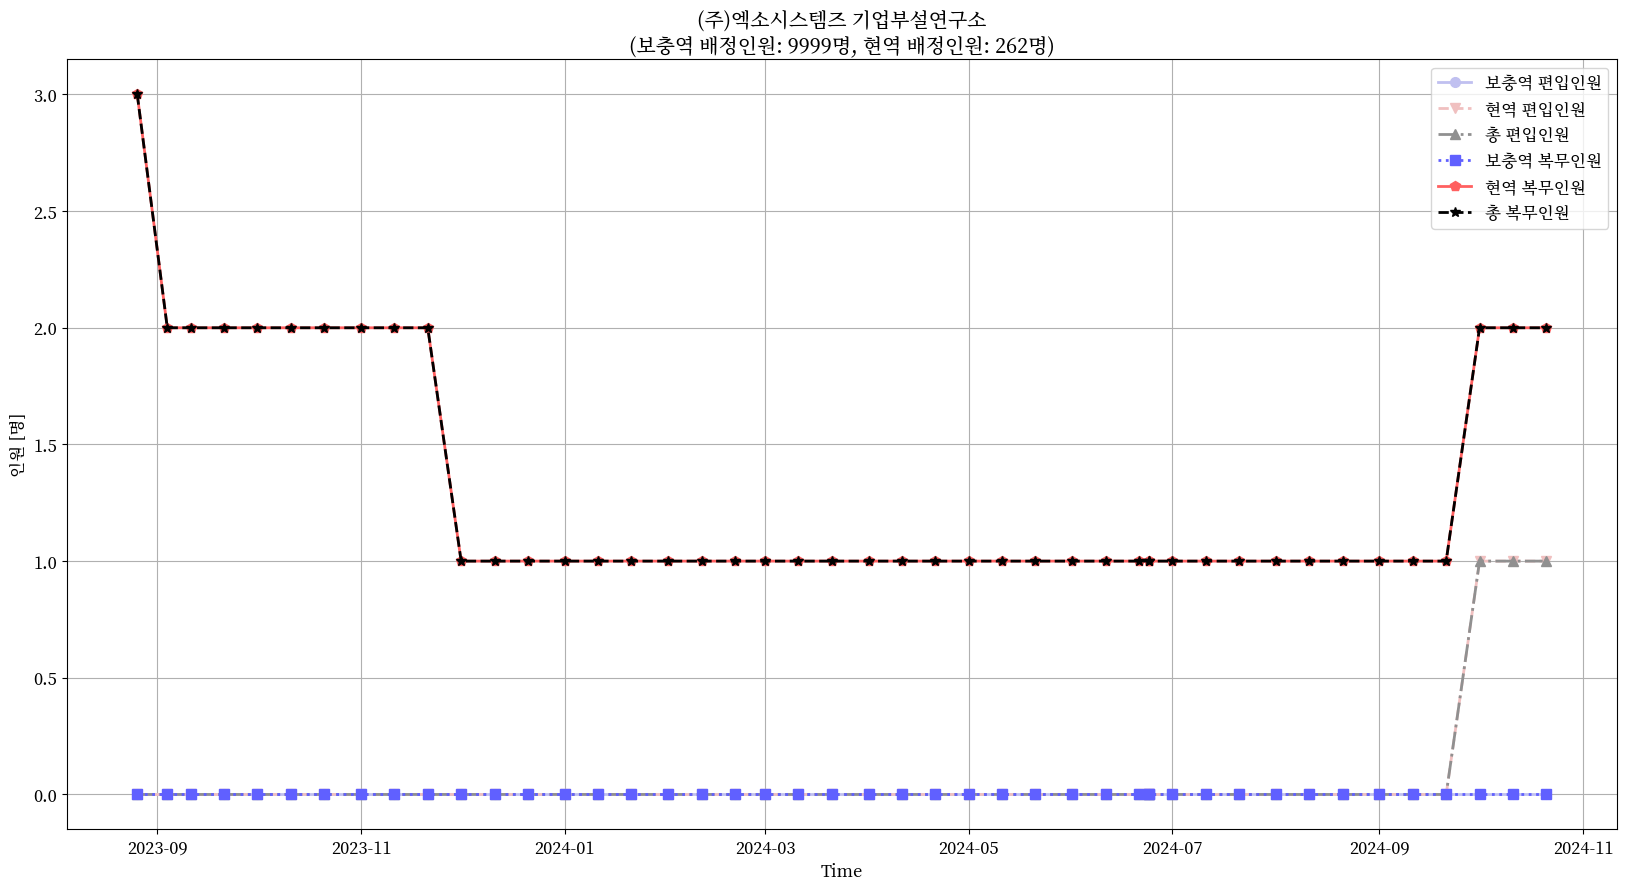 (주)엑소시스템즈 기업부설연구소
(보충역 배정인원: 9999명, 현역 배정인원: 262명)
보충역 편입인원
현역 편입인원
총 편입인원
보충역 복무인원
현역 복무인원
총 복무인원
3.0
2.5
2.0
1.5
1.0
0.5
0.0
인원 [명]
2023-09
2023-11
2024-01
2024-03
2024-05
2024-07
2024-09
2024-11
Time